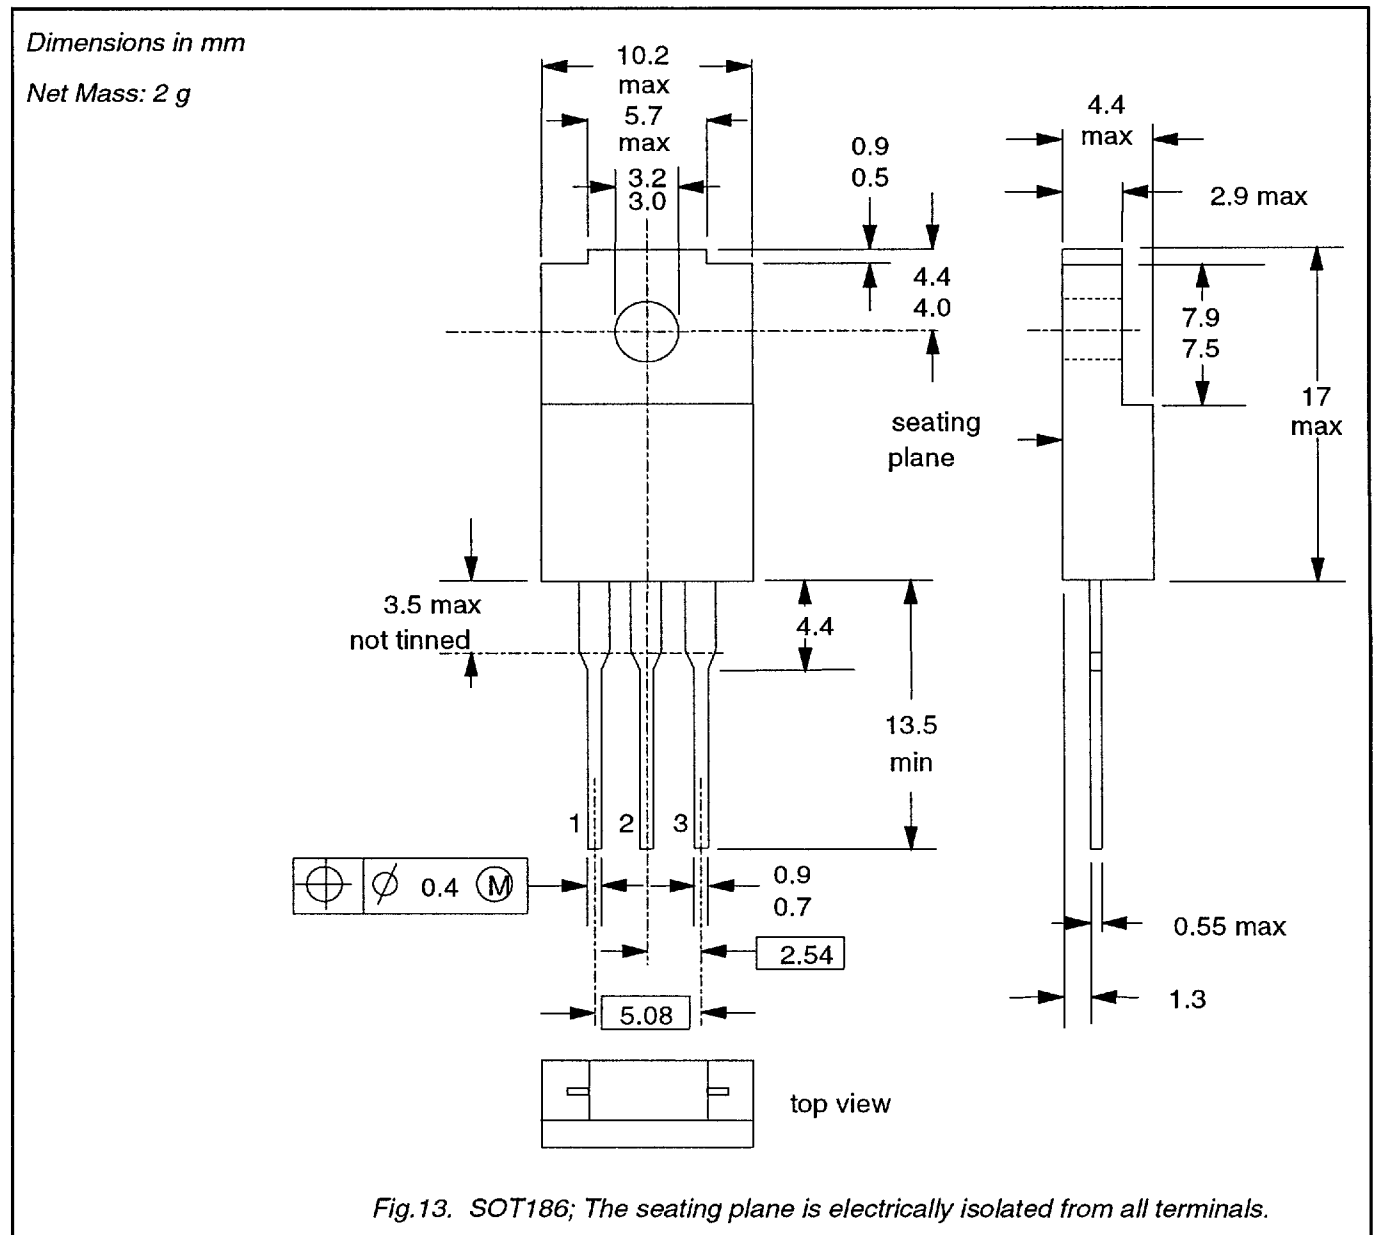 Dimensions in mm
Net Mass: 2 g
10.2
max
5.7
max
3.2
3.0
0.9
0.5
4.4
4.0
4.4
max
2.9 max
7.9
7.5
17
max
seating
plane
3.5 max
not tinned
4.4
13.5
min
1 2 3
⌀ 0.4 Ⓜ
0.9
0.7
2.54
5.08
0.55 max
1.3
top view
Fig.13. SOT186; The seating plane is electrically isolated from all terminals.